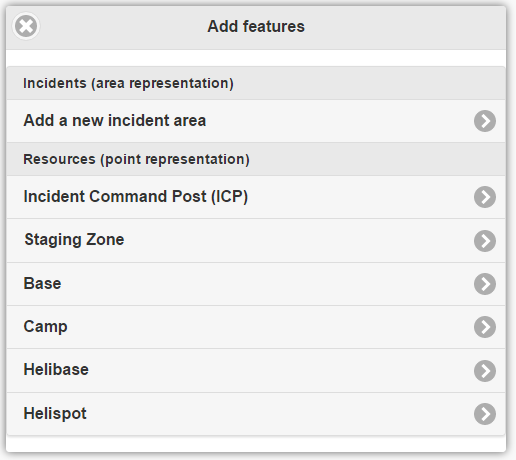 Add features
Incidents (area representation)
Add a new incident area
Resources (point representation)
Incident Command Post (ICP)
Staging Zone
Base
Camp
Helibase
Helispot